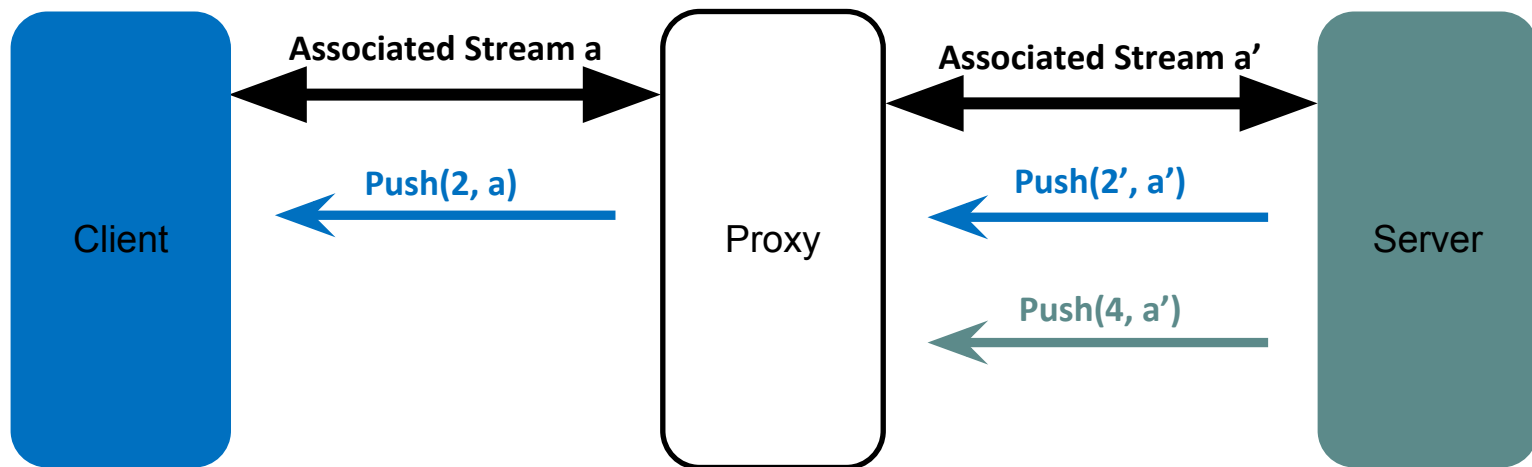 Associated Stream a
Associated Stream a’
Push(2, a)
Push(2’, a’)
Client
Proxy
Server
Push(4, a’)